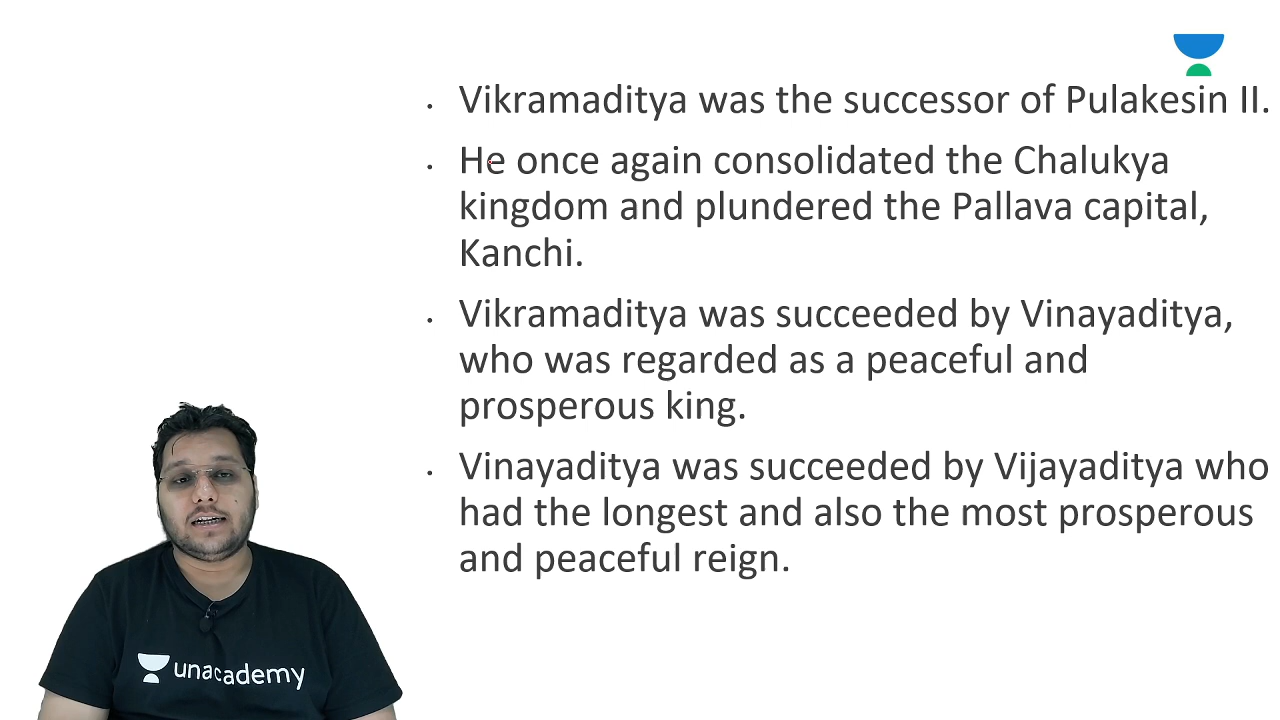 • Vikramaditya was the successor of Pulakesin II.
• He once again consolidated the Chalukya
kingdom and plundered the Pallava capital,
Kanchi.
• Vikramaditya was succeeded by Vinayaditya,
who was regarded as a peaceful and
prosperous king.
• Vinayaditya was succeeded by Vijayaditya who
had the longest and also the most prosperous
and peaceful reign.
unacademy